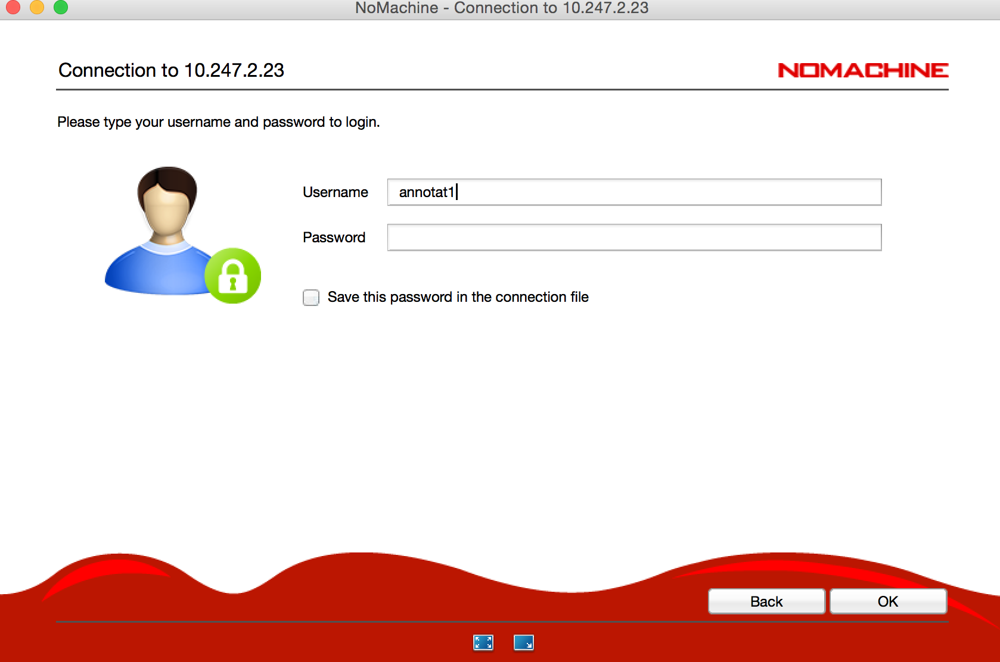 NoMachine - Connection to 10.247.2.23
Connection to 10.247.2.23
NOMACHINE
Please type your username and password to login.
Username
annotat1
Password
Save this password in the connection file
Back
OK